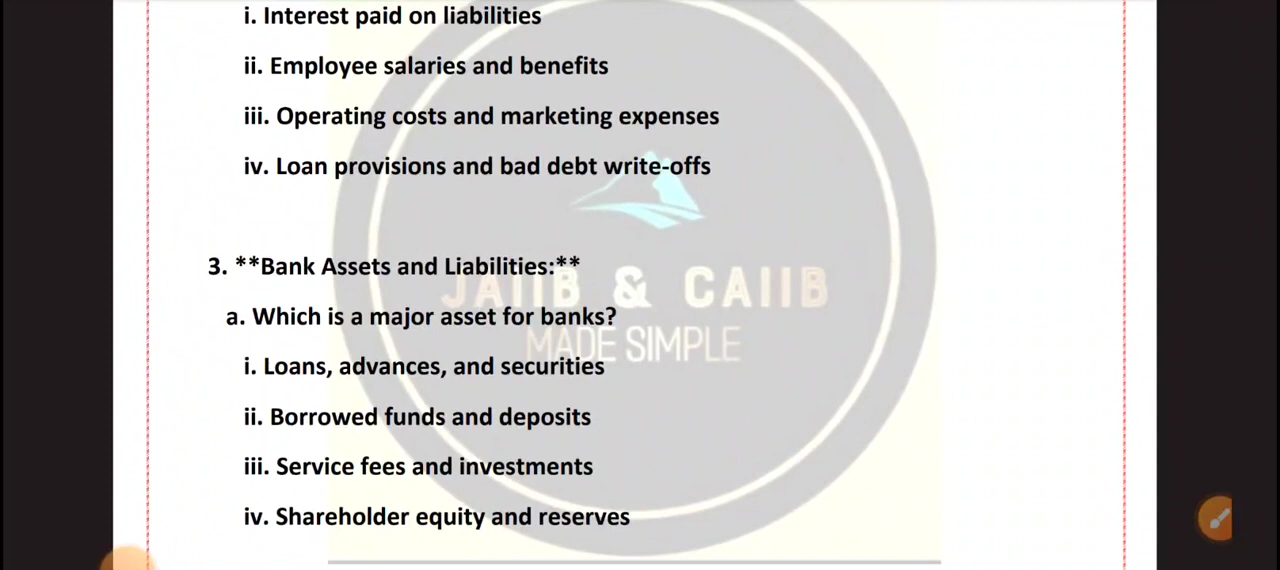 i. Interest paid on liabilities
ii. Employee salaries and benefits
iii. Operating costs and marketing expenses
iv. Loan provisions and bad debt write-offs
3. **Bank Assets and Liabilities:**
JAIIB & CAIIB
a. Which is a major asset for banks?
MADE SIMPLE
i. Loans, advances, and securities
ii. Borrowed funds and deposits
iii. Service fees and investments
iv. Shareholder equity and reserves